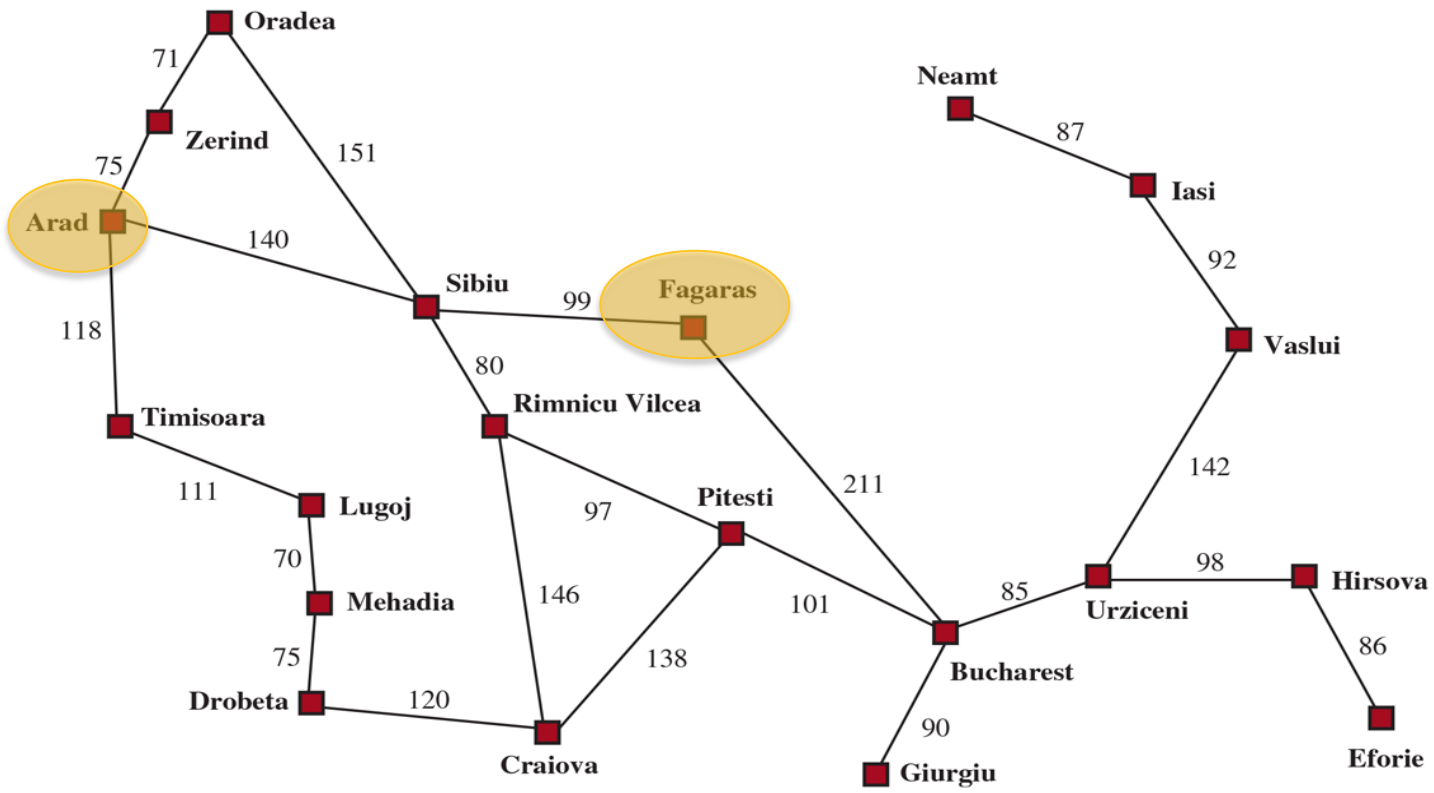 Oradea
71
Neamt
87
Zerind
151
75
Iasi
Arad
140
92
Sibiu
99
Fagaras
118
80
Vaslui
Timisoara
Rimnicu Vilcea
142
111
Lugoj
97
Pitesti
211
70
98
Hirsova
Mehadia
146
101
85
Urziceni
75
138
86
Bucharest
Drobeta
120
90
Craiova
Giurgiu
Eforie